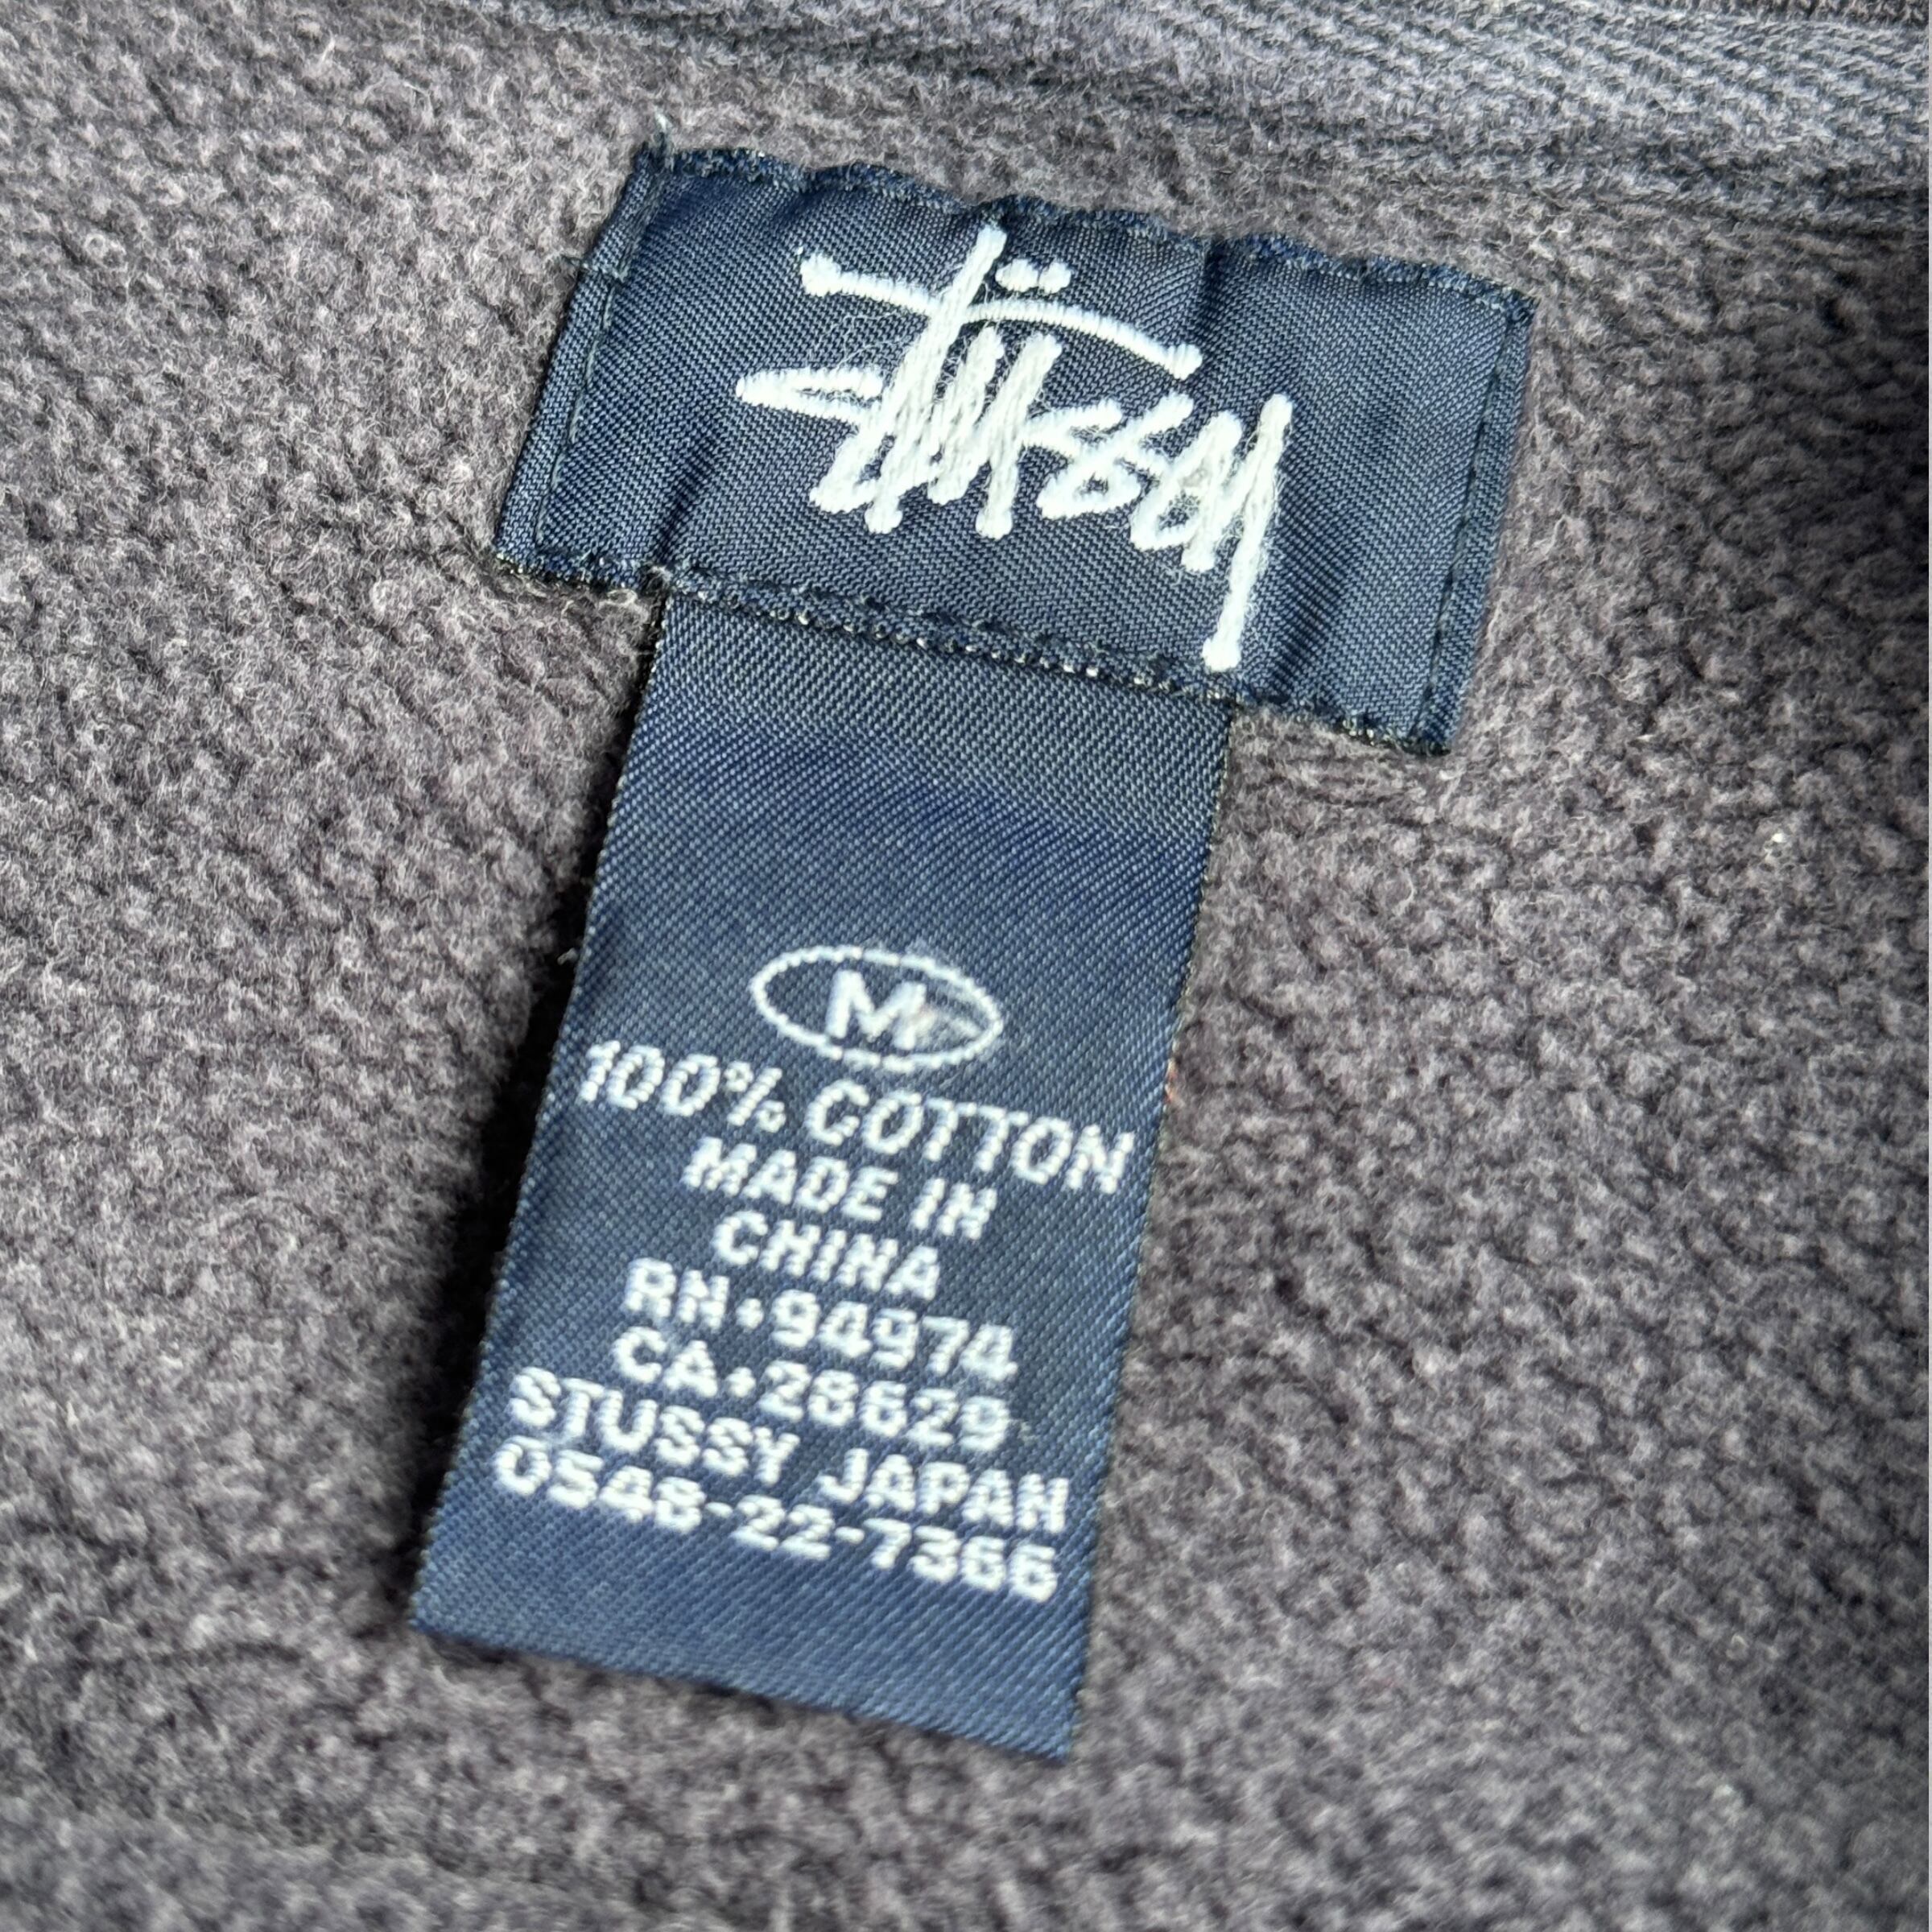 Stüssy
M
100% COTTON
MADE IN
CHINA
RN•94974
CA•28629
STUSSY JAPAN
0548-22-7366